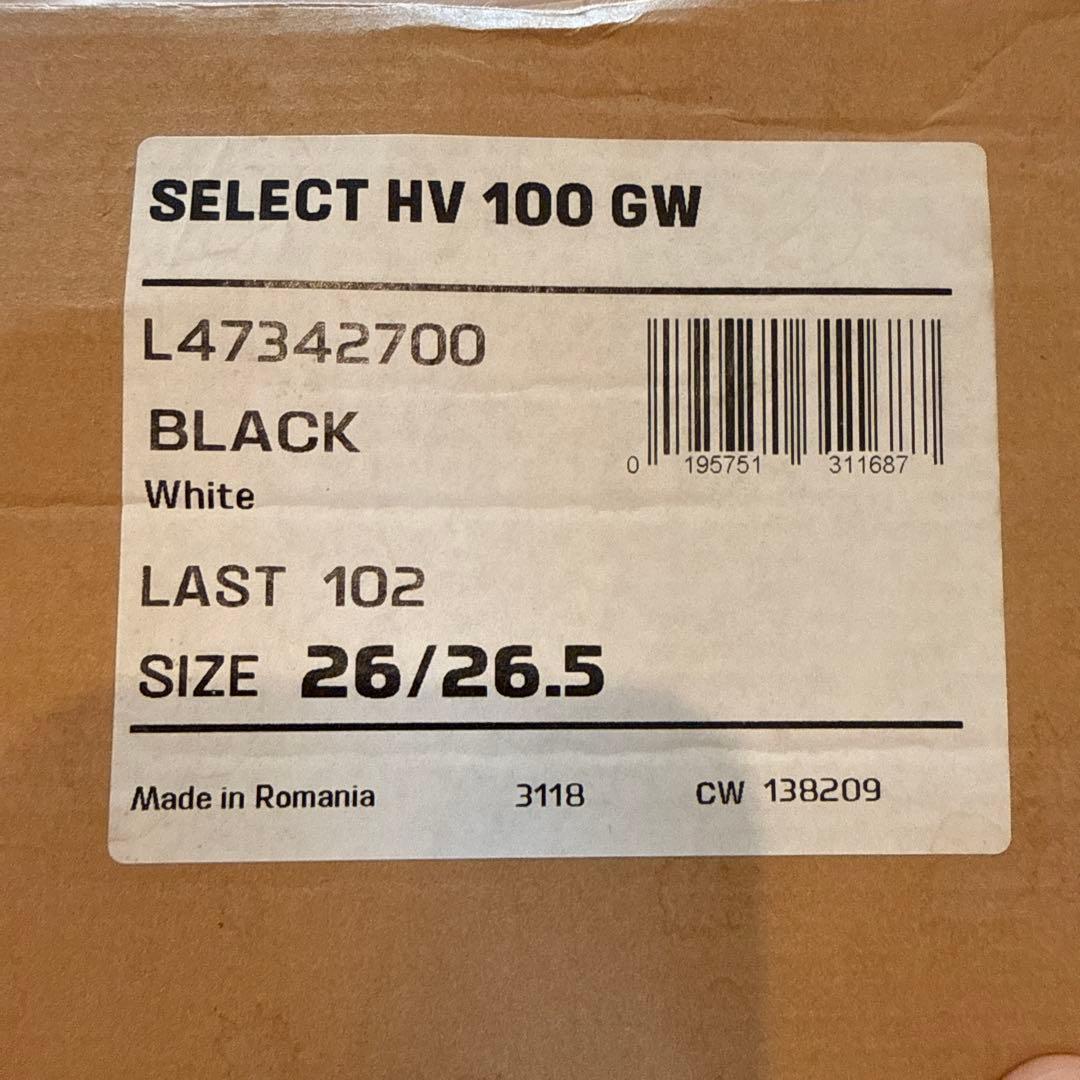 SELECT HV 100 GW
L47342700
BLACK
White
0 195751 311687
LAST 102
SIZE 26/26.5
Made in Romania 3118 CW 138209